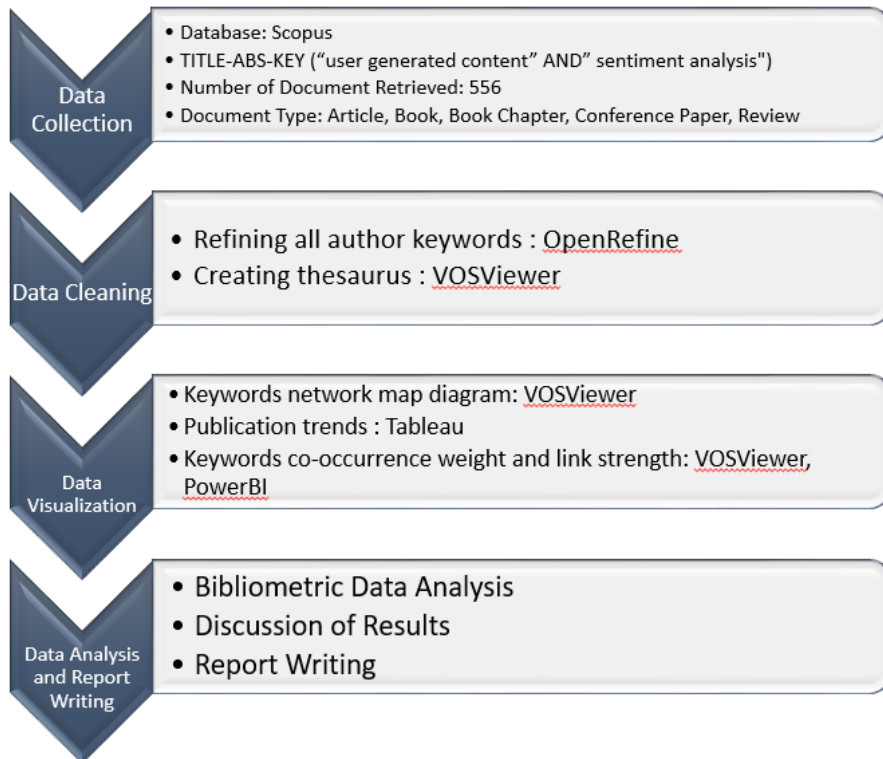 Data
Collection
• Database: Scopus
• TITLE-ABS-KEY (“user generated content” AND” sentiment analysis")
• Number of Document Retrieved: 556
• Document Type: Article, Book, Book Chapter, Conference Paper, Review
Data Cleaning
• Refining all author keywords : OpenRefine
• Creating thesaurus : VOSViewer
Data
Visualization
• Keywords network map diagram: VOSViewer
• Publication trends : Tableau
• Keywords co-occurrence weight and link strength: VOSViewer,
PowerBI
Data Analysis
and Report
Writing
• Bibliometric Data Analysis
• Discussion of Results
• Report Writing